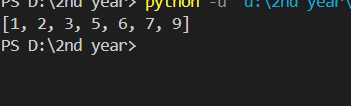 PS D:\2nd year> python -u "d:\2nd year\
[1, 2, 3, 5, 6, 7, 9]
PS D:\2nd year>